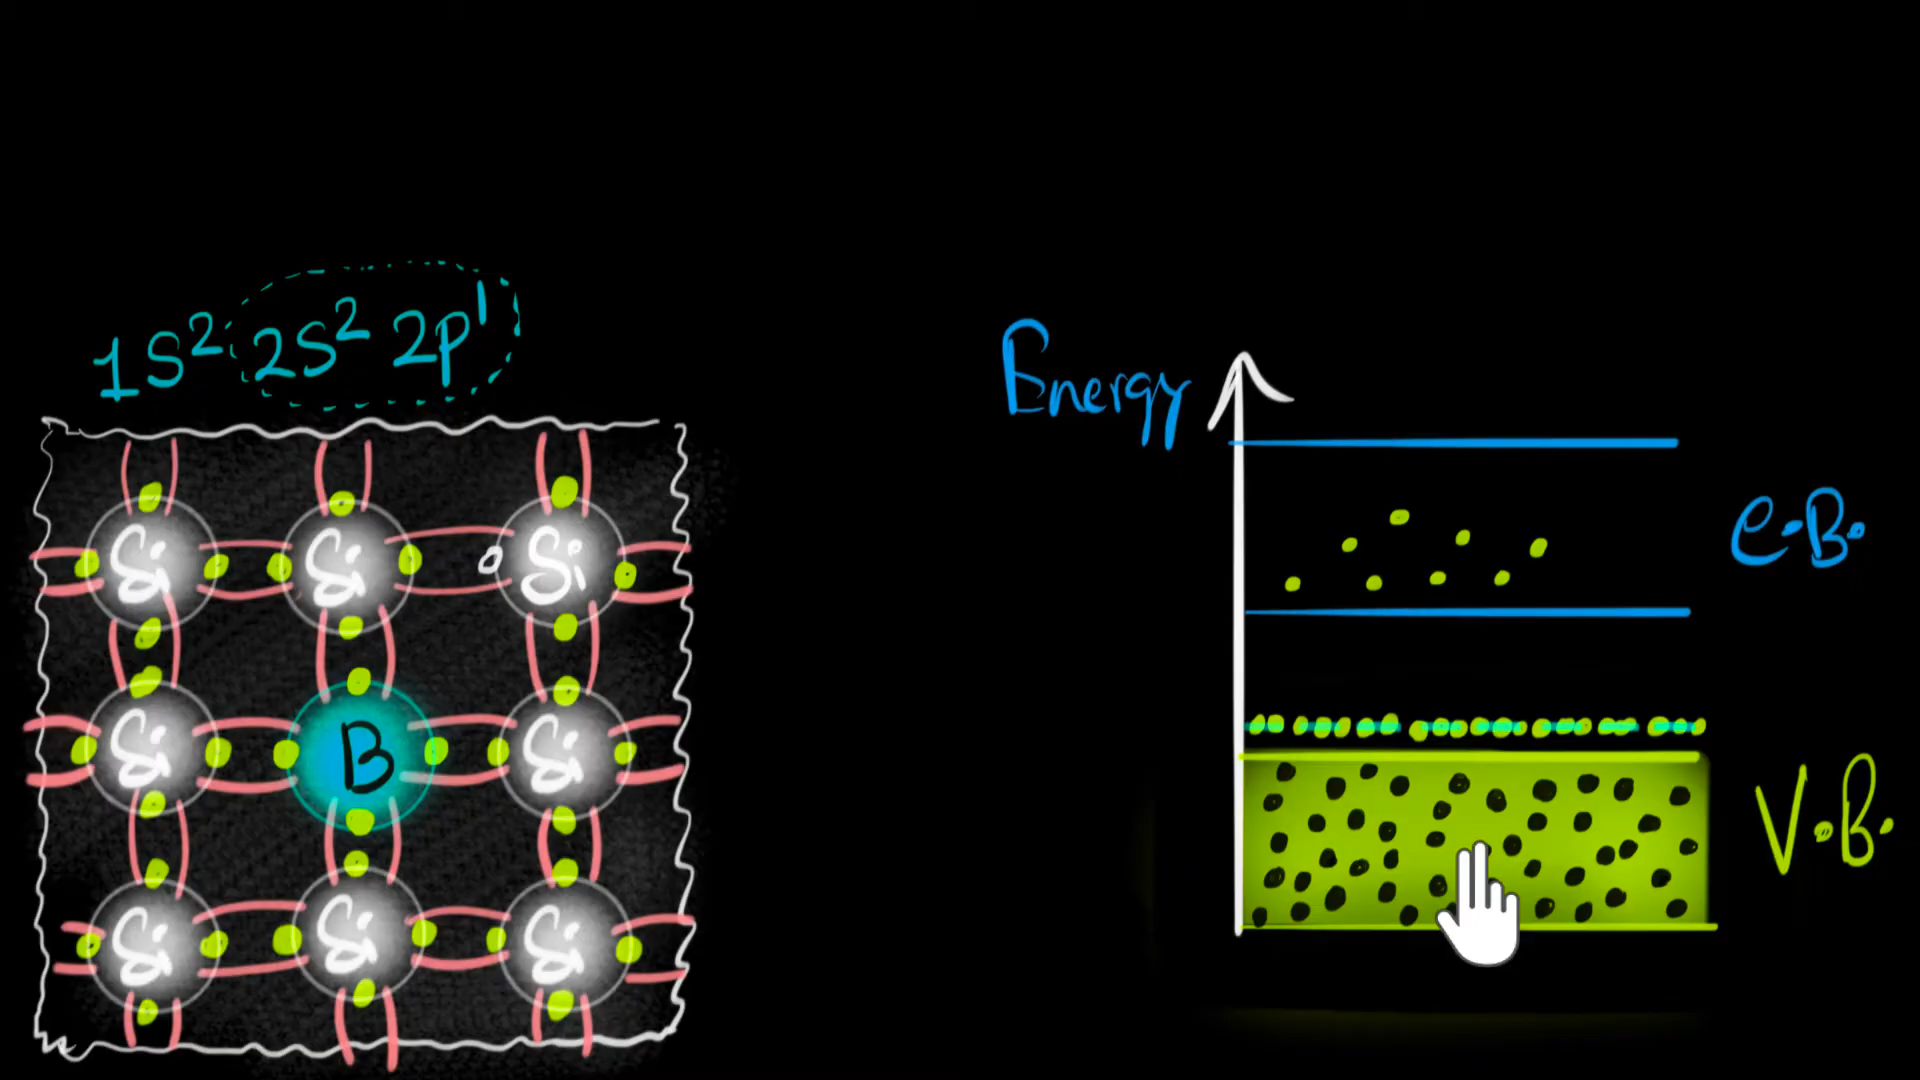 1S² 2S² 2p¹
Energy
Si Si Si
C.B.
Si B Si
V.B.
Si Si Si